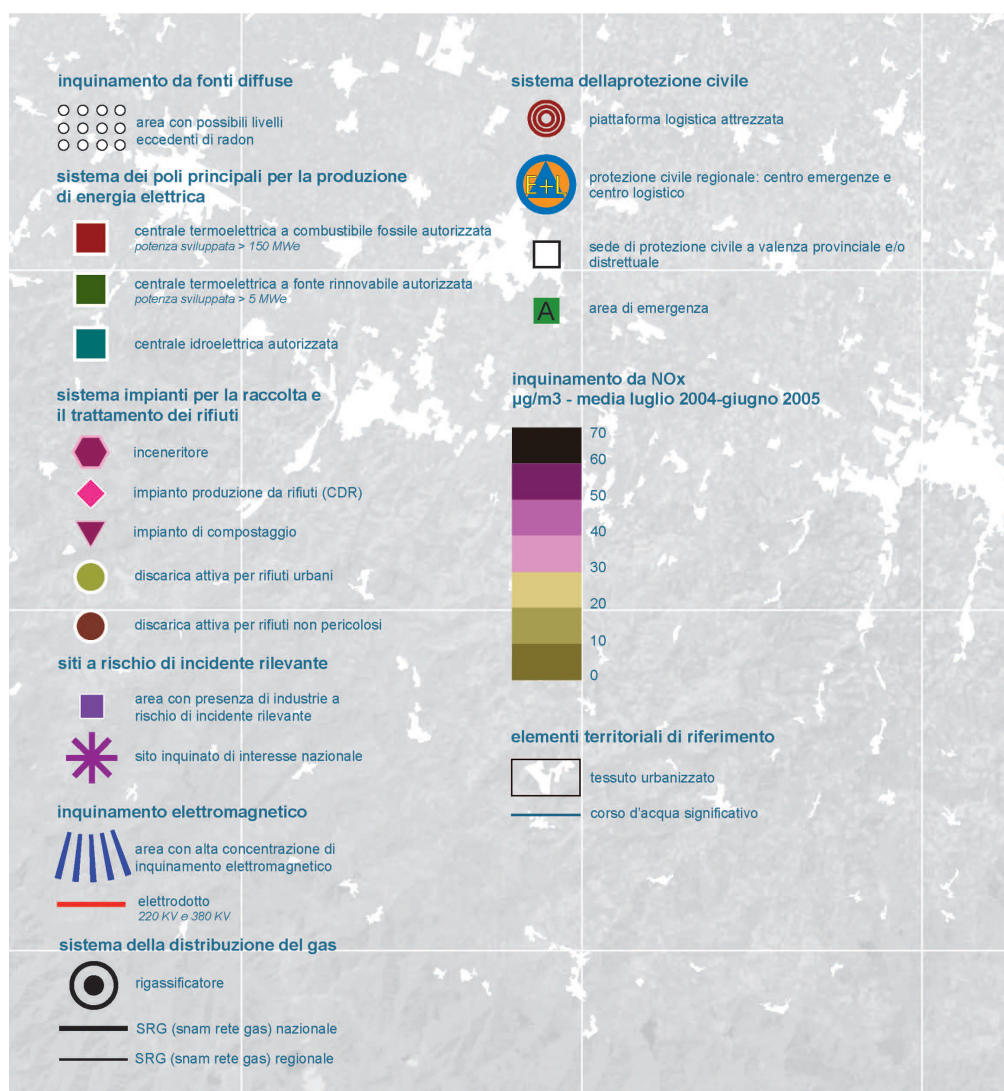 inquinamento da fonti diffuse
area con possibili livelli
eccedenti di radon
sistema dei poli principali per la produzione
di energia elettrica
centrale termoelettrica a combustibile fossile autorizzata
potenza sviluppata > 150 MWe
centrale termoelettrica a fonte rinnovabile autorizzata
potenza sviluppata > 5 MWe
centrale idroelettrica autorizzata
sistema impianti per la raccolta e
il trattamento dei rifiuti
inceneritore
impianto produzione da rifiuti (CDR)
impianto di compostaggio
discarica attiva per rifiuti urbani
discarica attiva per rifiuti non pericolosi
siti a rischio di incidente rilevante
area con presenza di industrie a
rischio di incidente rilevante
sito inquinato di interesse nazionale
inquinamento elettromagnetico
area con alta concentrazione di
inquinamento elettromagnetico
elettrodotto
220 KV e 380 KV
sistema della distribuzione del gas
rigassificatore
SRG (snam rete gas) nazionale
SRG (snam rete gas) regionale
sistema dellaprotezione civile
piattaforma logistica attrezzata
E+L
protezione civile regionale: centro emergenze e
centro logistico
sede di protezione civile a valenza provinciale e/o
distrettuale
A
area di emergenza
inquinamento da NOx
µg/m3 - media luglio 2004-giugno 2005
70
60
50
40
30
20
10
0
elementi territoriali di riferimento
tessuto urbanizzato
corso d'acqua significativo